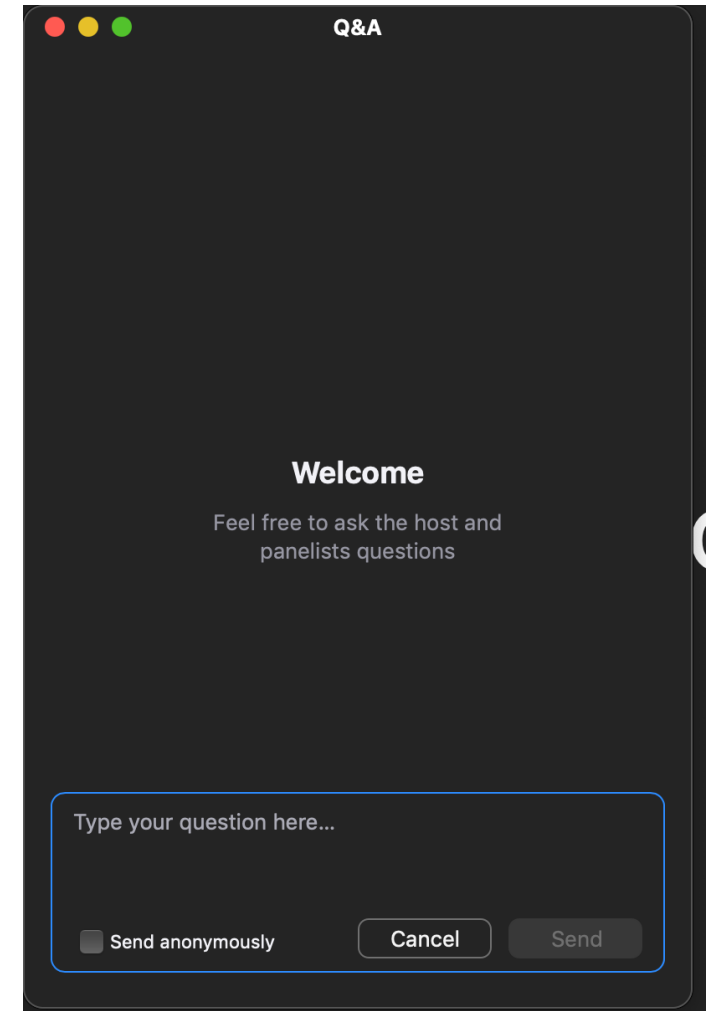 Q&A
Welcome
Feel free to ask the host and
panelists questions
Type your question here...
Send anonymously
Cancel
Send